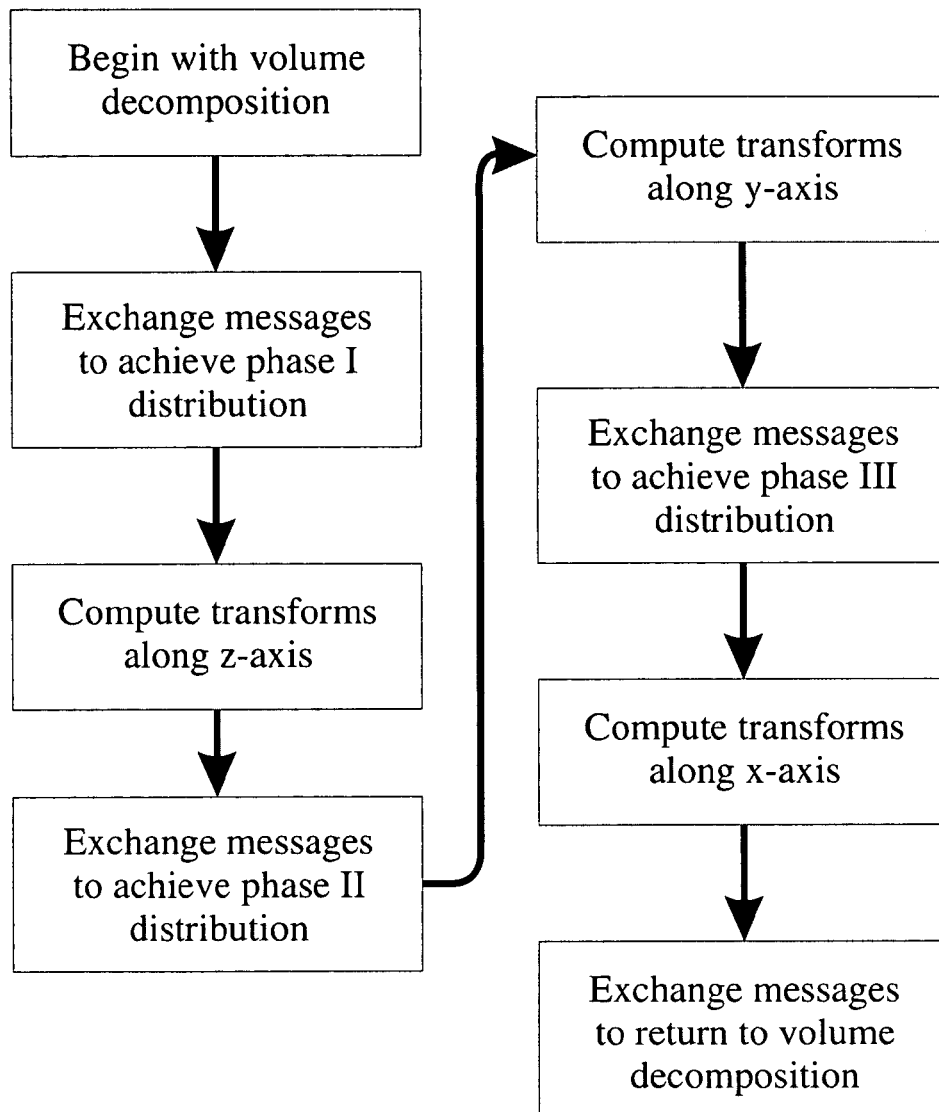 Begin with volume
decomposition
Exchange messages
to achieve phase I
distribution
Compute transforms
along z-axis
Exchange messages
to achieve phase II
distribution
Compute transforms
along y-axis
Exchange messages
to achieve phase III
distribution
Compute transforms
along x-axis
Exchange messages
to return to volume
decomposition